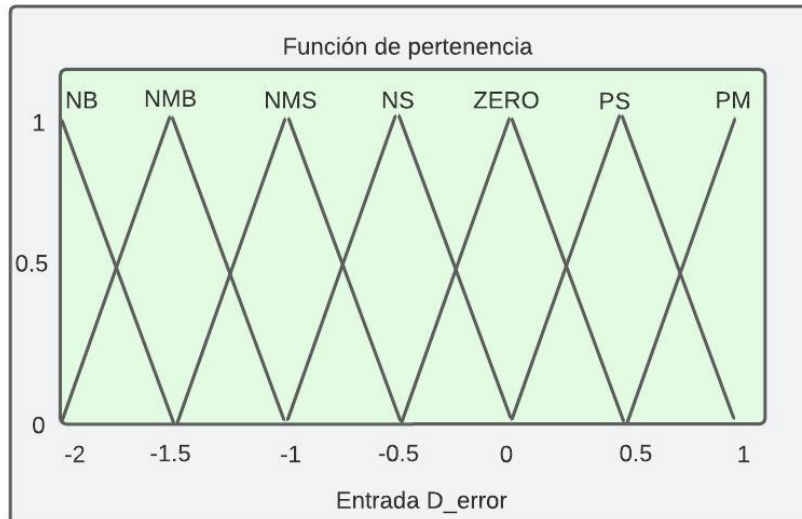 Función de pertenencia
NB NMB NMS NS ZERO PS PM
1
0.5
0
-2 -1.5 -1 -0.5 0 0.5 1
Entrada D_error